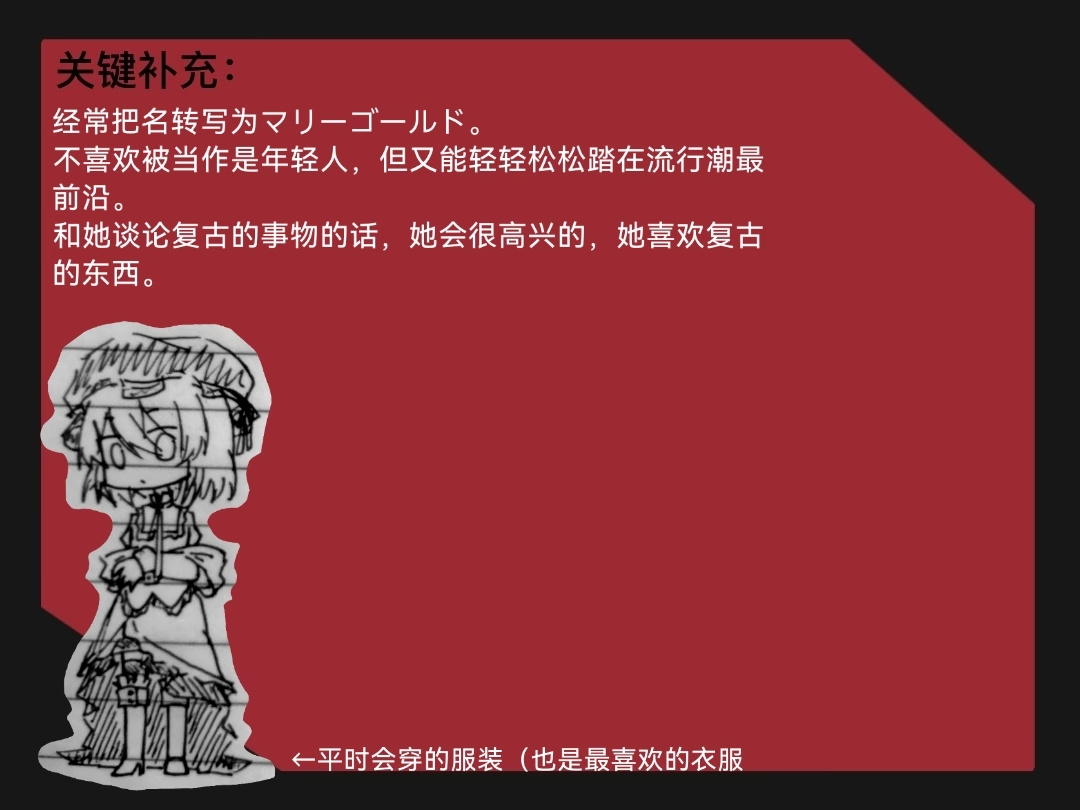 关键补充：
经常把名转写为マリーゴールド。
不喜欢被当作是年轻人，但又能轻轻松松踏在流行潮最
前沿。
和她谈论复古的事物的话，她会很高兴的，她喜欢复古
的东西。
←平时会穿的服装（也是最喜欢的衣服